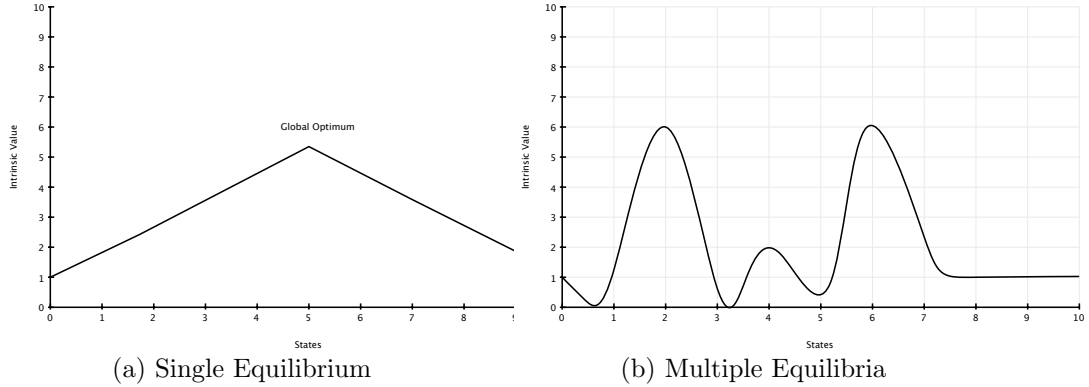 10
9
8
7
6
5
4
3
2
1
0
Intrinsic Value
Global Optimum
0 1 2 3 4 5 6 7 8
States
(a) Single Equilibrium
10
9
8
7
6
5
4
3
2
1
0
Intrinsic Value
0 1 2 3 4 5 6 7 8 9 10
States
(b) Multiple Equilibria